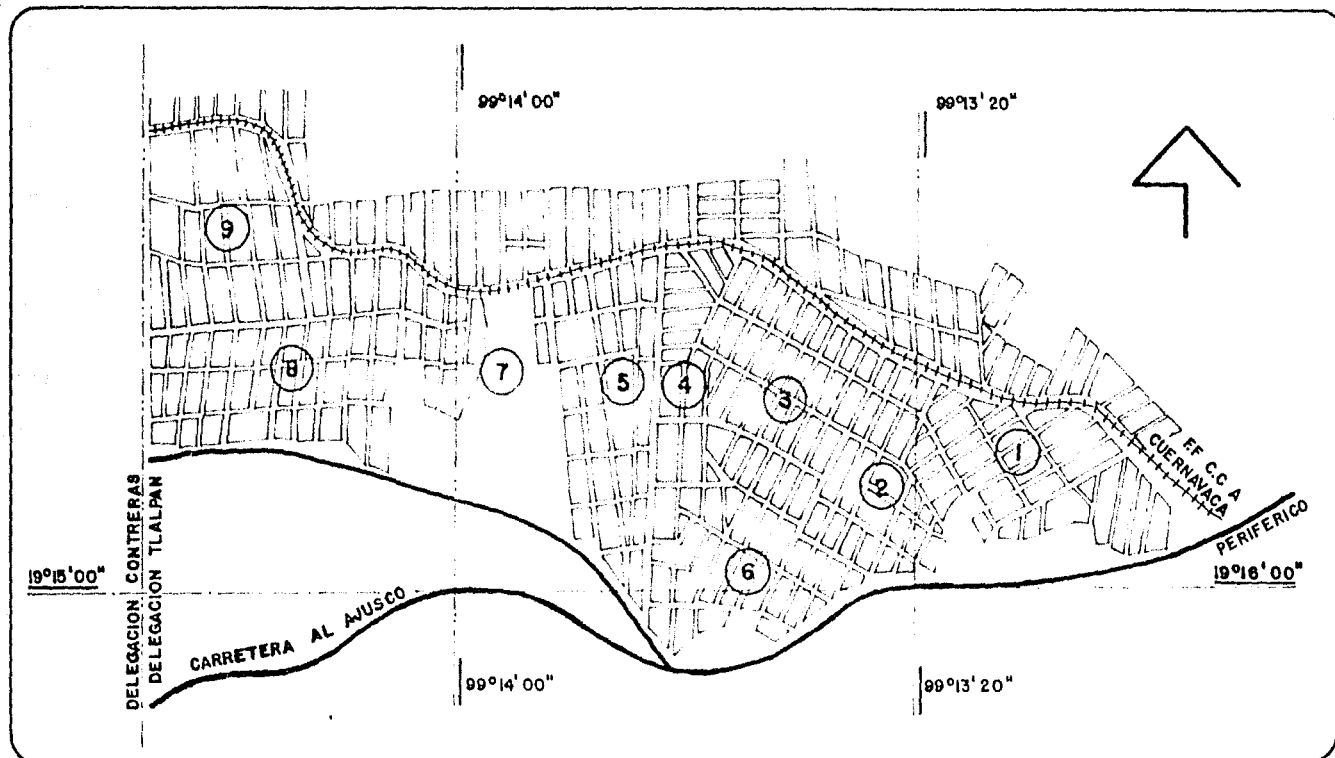 99°14'00"
99°13'20"
9
8
7
5
4
3
2
1
6
F.F C.C A
CUERNAVACA
PERIFERICO
19°15'00"
19°16'00"
DELEGACION CONTRERAS
DELEGACION TLALPAN
CARRETERA AL AJUSCO
99°14'00"
99°13'20"